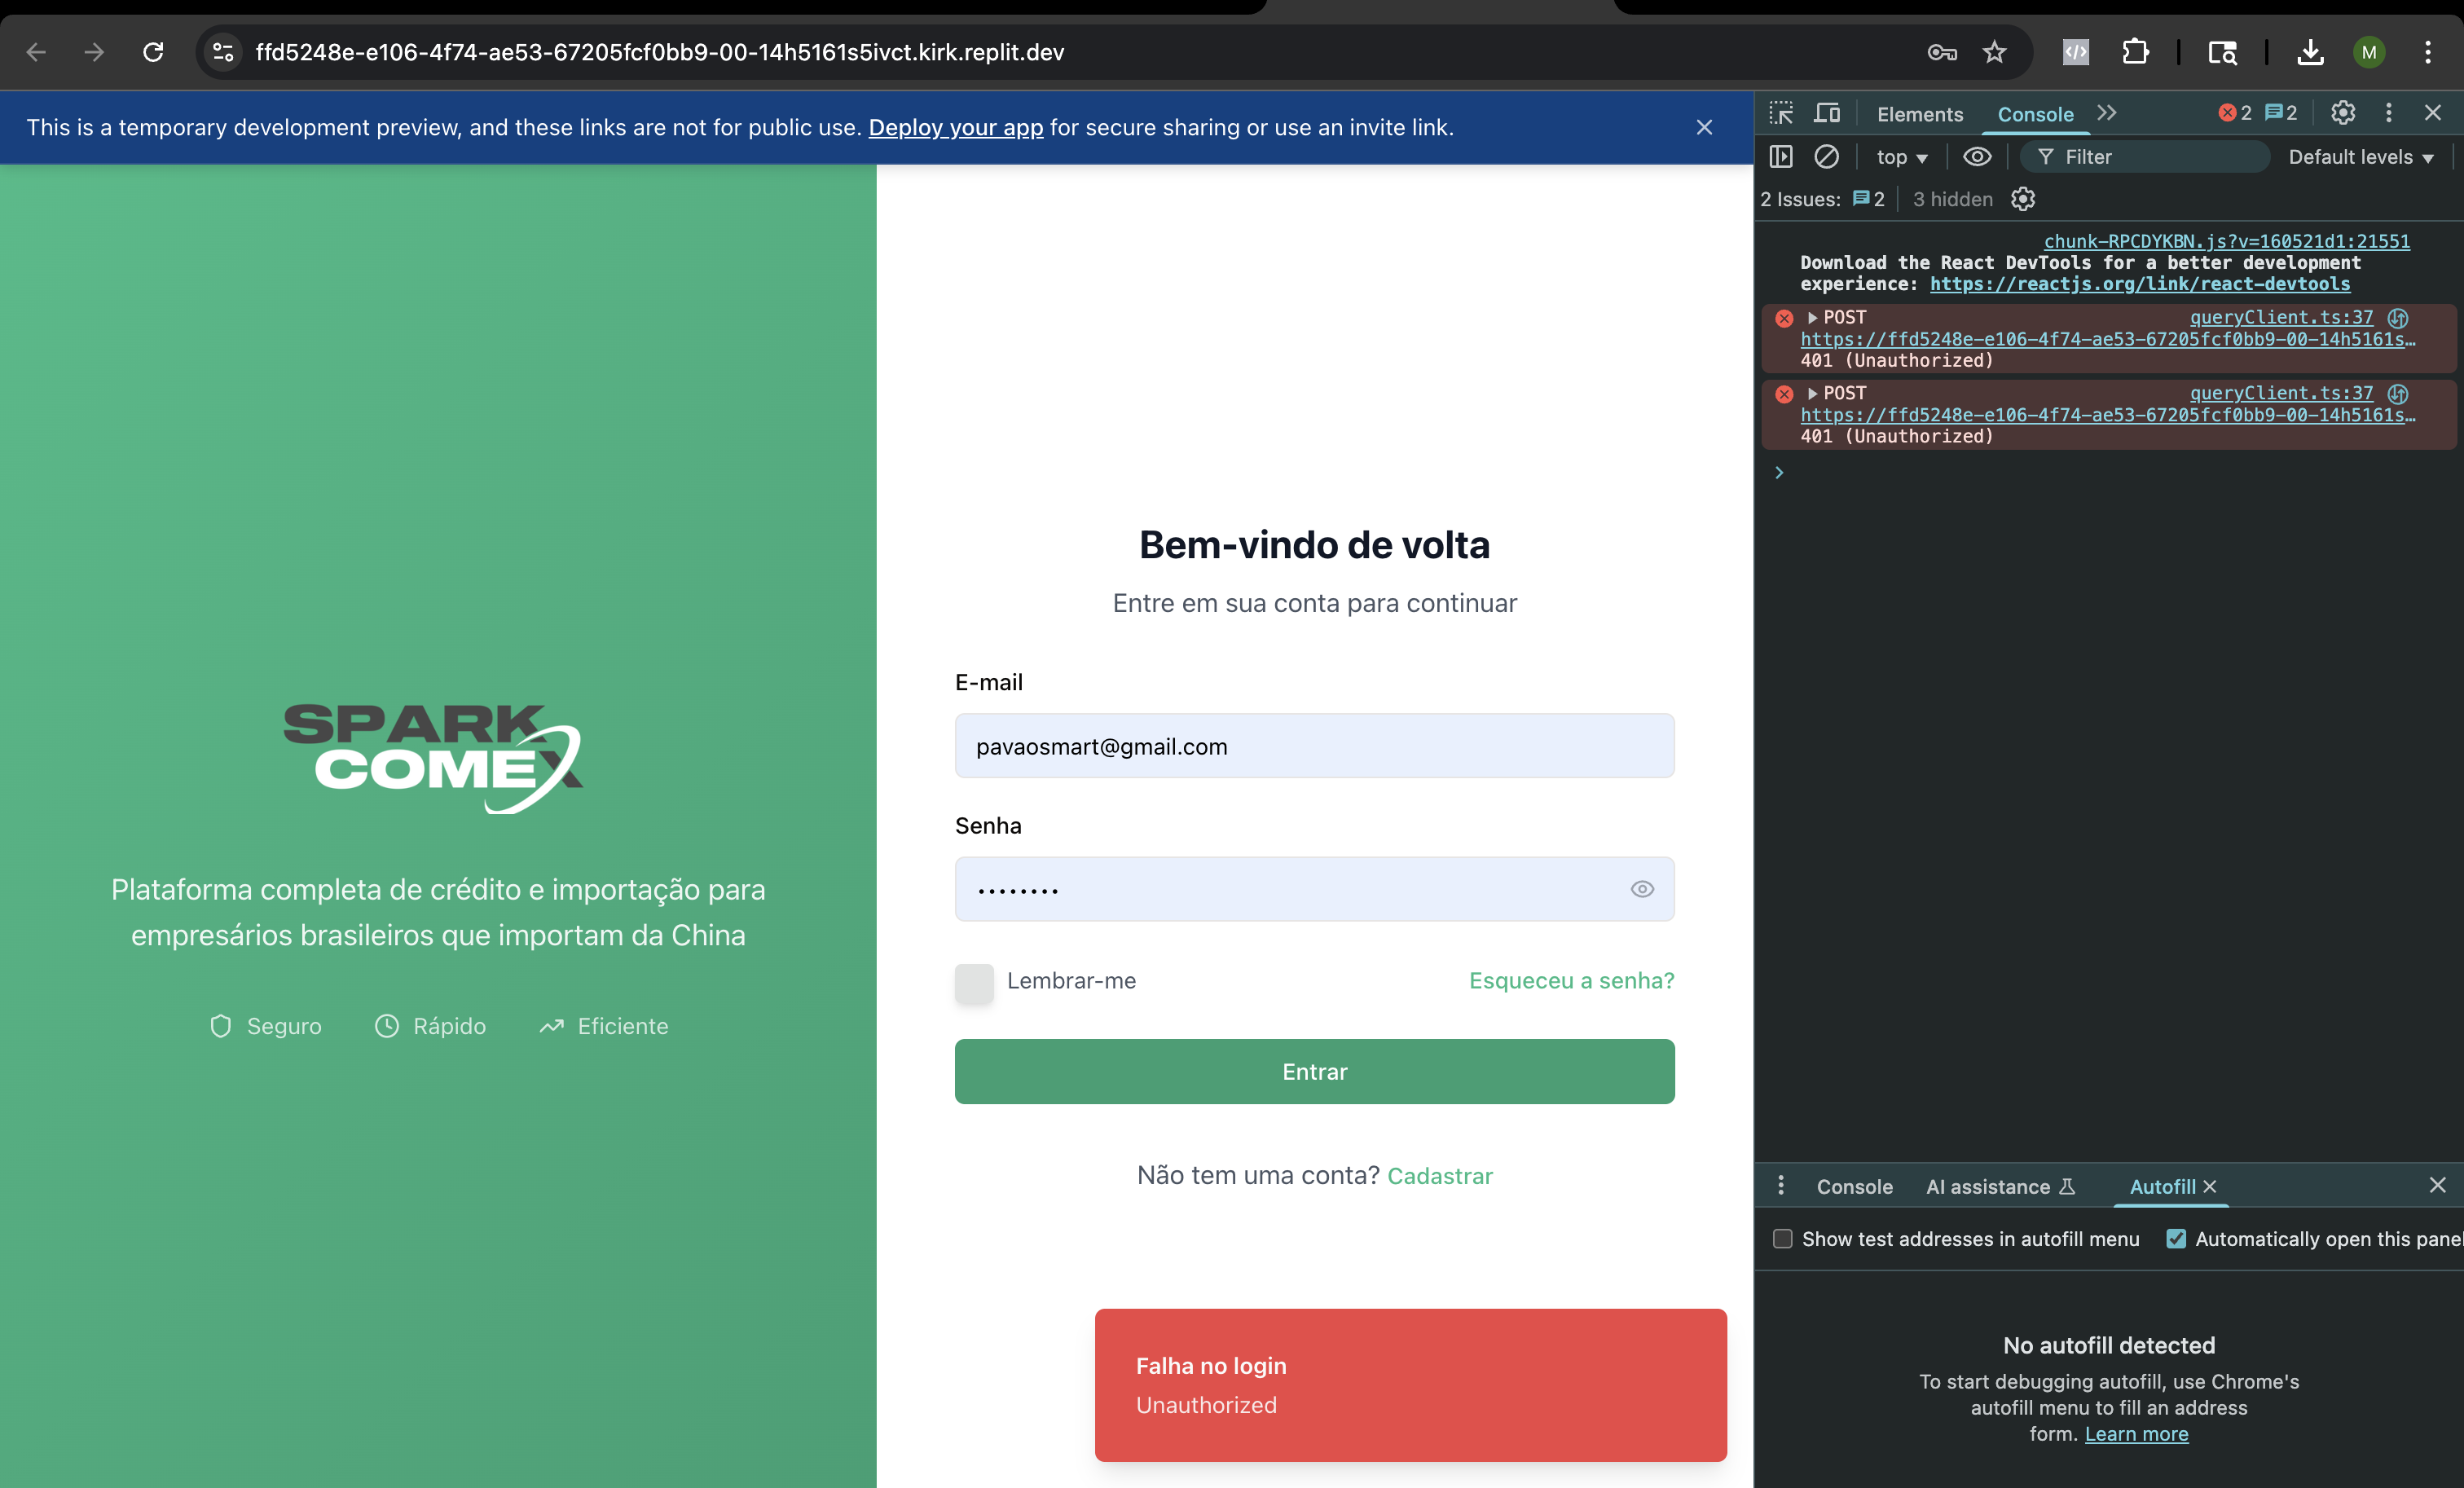 ffd5248e-e106-4f74-ae53-67205fcf0bb9-00-14h5161s5ivct.kirk.replit.dev
M
This is a temporary development preview, and these links are not for public use. Deploy your app for secure sharing or use an invite link.
SPARK
COMEX
Plataforma completa de crédito e importação para
empresários brasileiros que importam da China
Seguro Rápido Eficiente
Bem-vindo de volta
Entre em sua conta para continuar
E-mail
pavaosmart@gmail.com
Senha
••••••••
Lembrar-me Esqueceu a senha?
Entrar
Não tem uma conta? Cadastrar
Falha no login
Unauthorized
Elements Console 2 2
top Filter Default levels
2 Issues: 2 3 hidden
chunk-RPCDYKBN.js?v=160521d1:21551
Download the React DevTools for a better development
experience: https://reactjs.org/link/react-devtools
POST queryClient.ts:37
https://ffd5248e-e106-4f74-ae53-67205fcf0bb9-00-14h5161s…
401 (Unauthorized)
POST queryClient.ts:37
https://ffd5248e-e106-4f74-ae53-67205fcf0bb9-00-14h5161s…
401 (Unauthorized)
Console AI assistance Autofill
Show test addresses in autofill menu Automatically open this panel
No autofill detected
To start debugging autofill, use Chrome's
autofill menu to fill an address
form. Learn more